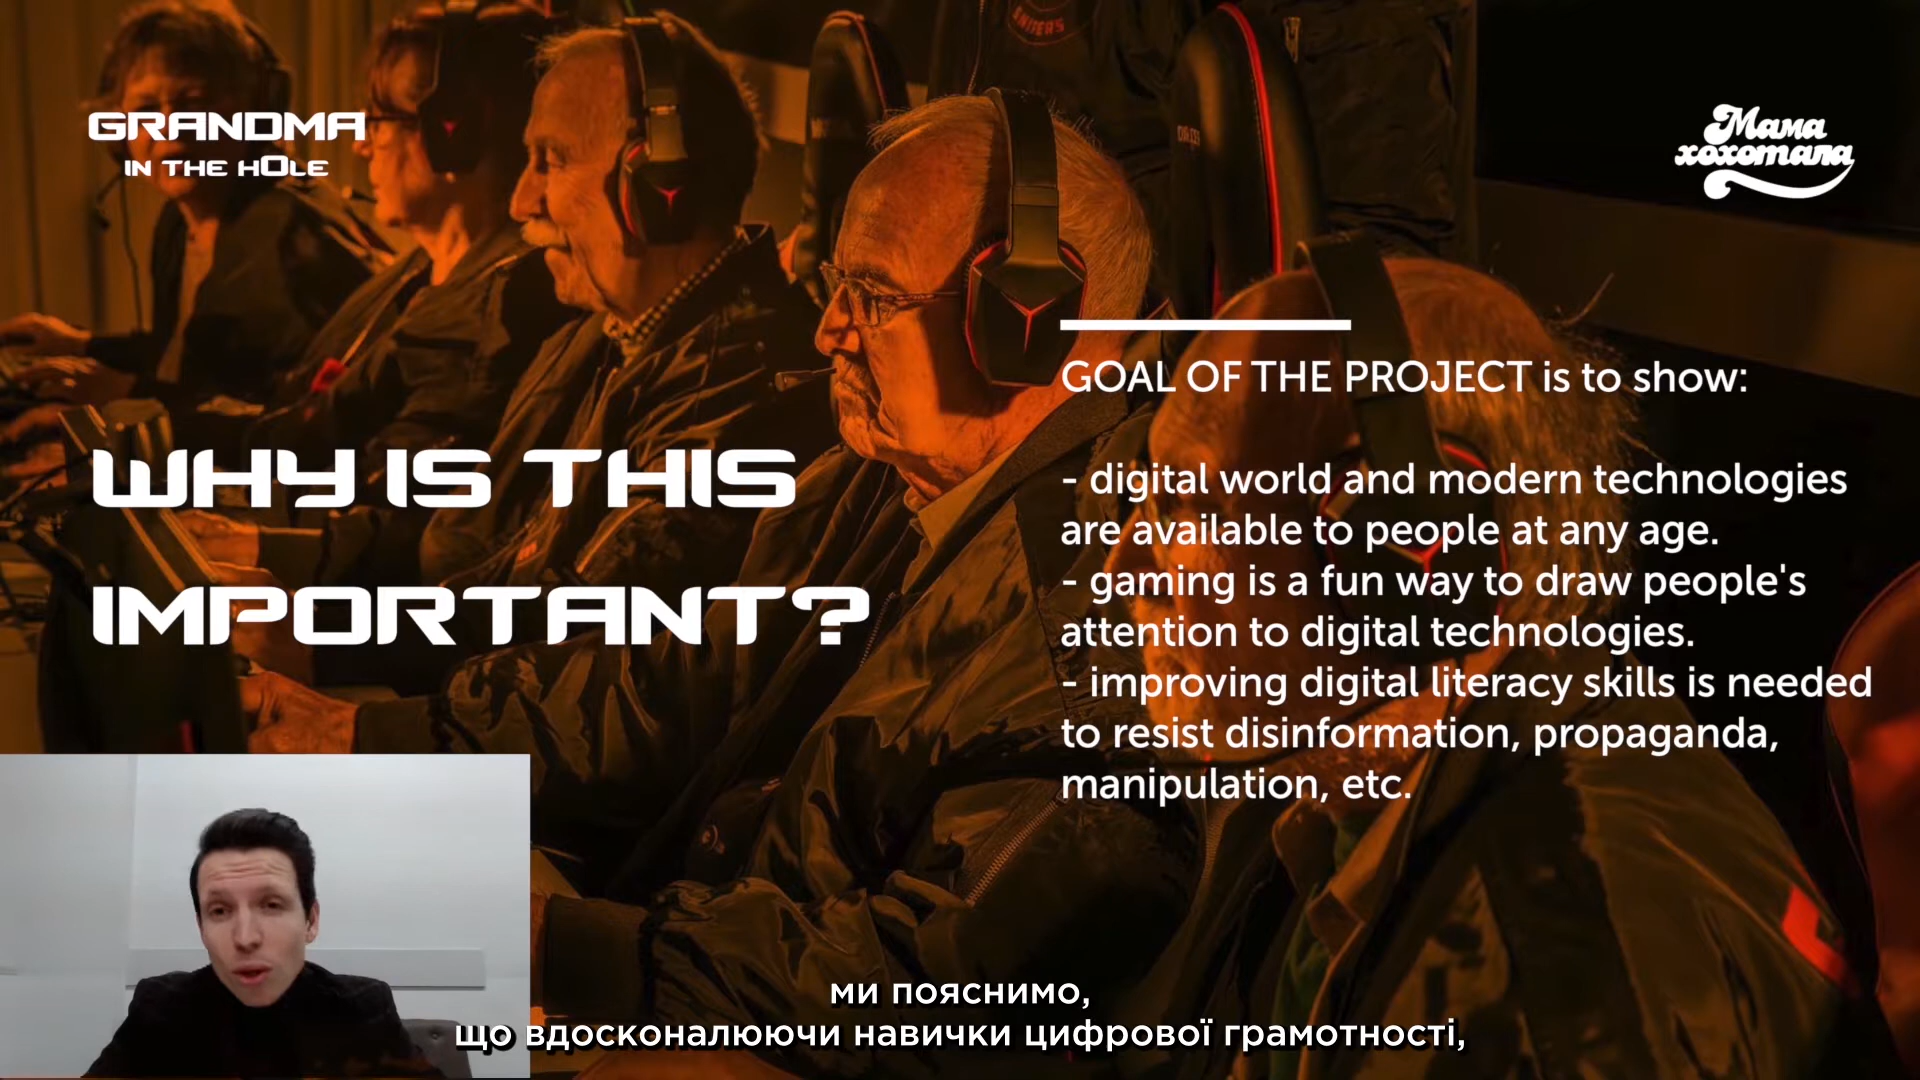 GRANDMA
IN THE HOLE
Мама
хохотала
WHY IS THIS
IMPORTANT?
GOAL OF THE PROJECT is to show:
- digital world and modern technologies
are available to people at any age.
- gaming is a fun way to draw people's
attention to digital technologies.
- improving digital literacy skills is needed
to resist disinformation, propaganda,
manipulation, etc.
ми пояснимо,
що вдосконалюючи навички цифрової грамотності,